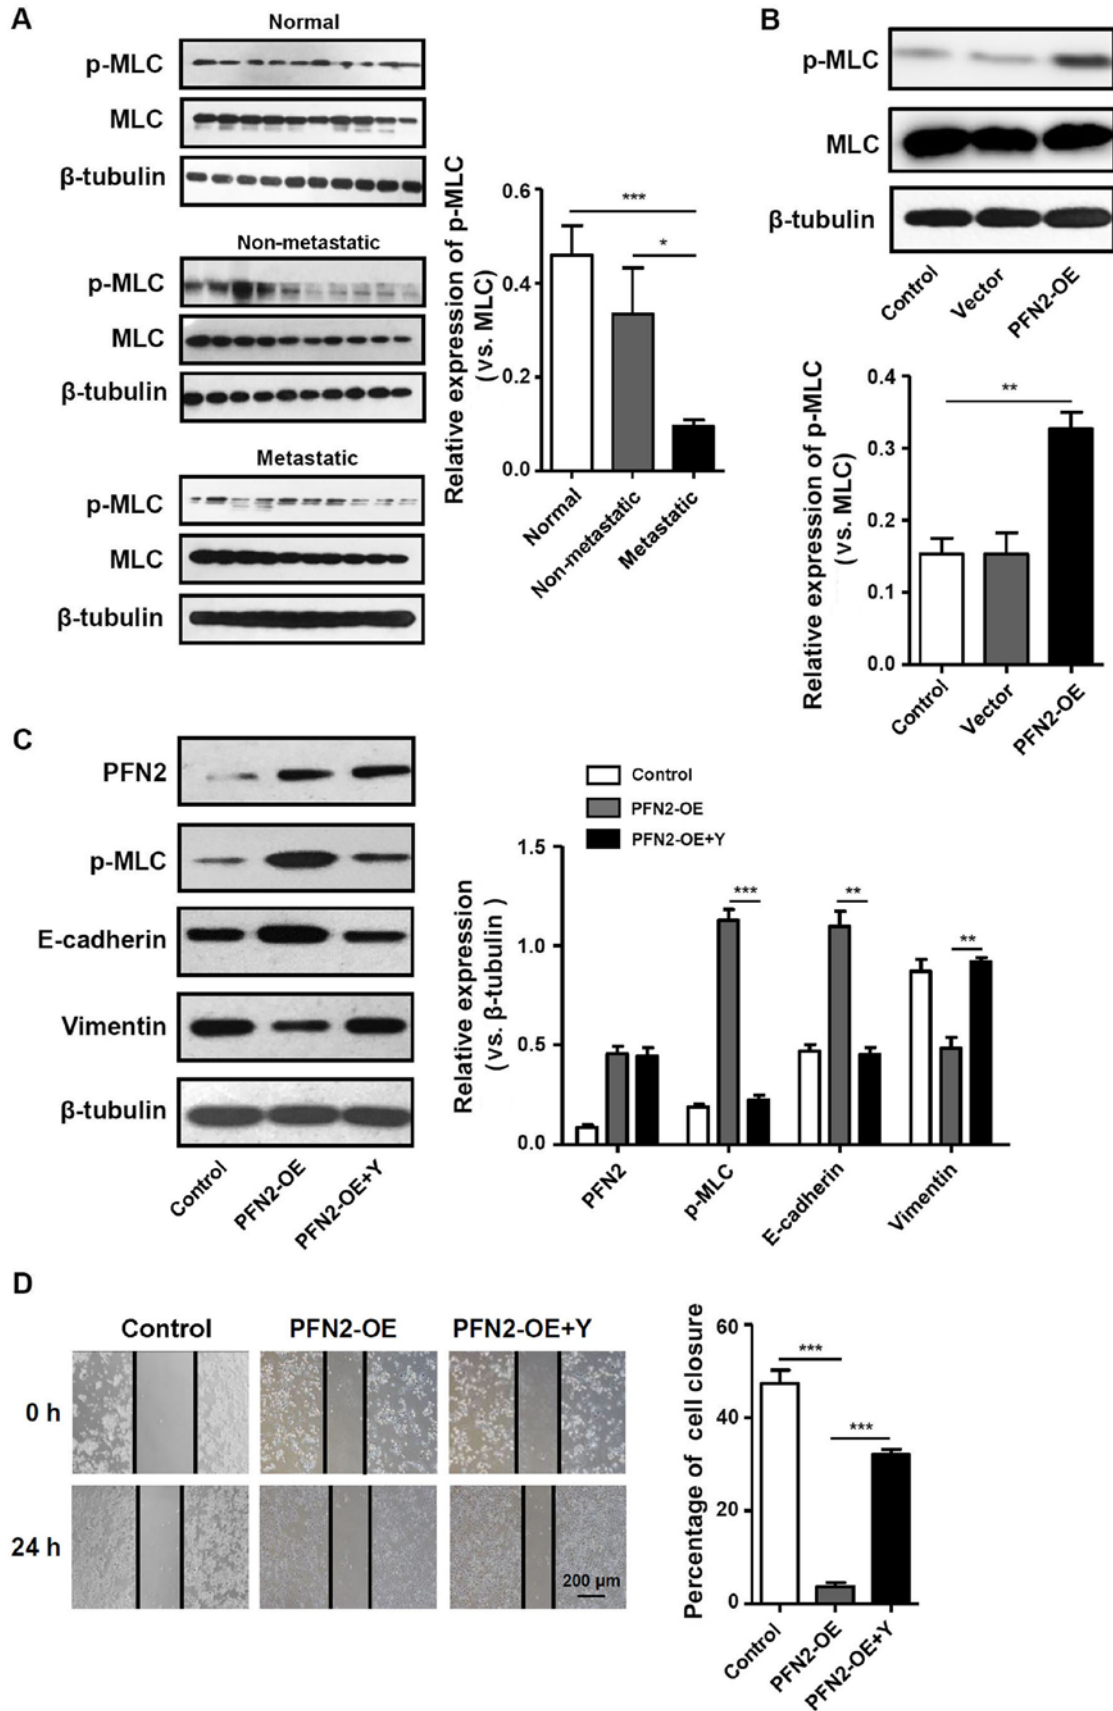 A
Normal
p-MLC
MLC
β-tubulin
Non-metastatic
p-MLC
MLC
β-tubulin
Metastatic
p-MLC
MLC
β-tubulin
Relative expression of p-MLC
(vs. MLC)
0.6
0.4
0.2
0.0
***
*
Normal
Non-metastatic
Metastatic
B
p-MLC
MLC
β-tubulin
Control
Vector
PFN2-OE
Relative expression of p-MLC
(vs. MLC)
0.4
0.3
0.2
0.1
0.0
**
Control
Vector
PFN2-OE
C
PFN2
p-MLC
E-cadherin
Vimentin
β-tubulin
Control
PFN2-OE
PFN2-OE+Y
Control
PFN2-OE
PFN2-OE+Y
Relative expression
(vs. β-tubulin )
1.5
1.0
0.5
0.0
***
**
**
PFN2
p-MLC
E-cadherin
Vimentin
D
Control PFN2-OE PFN2-OE+Y
0 h
24 h
200 μm
Percentage of cell closure
60
40
20
0
***
***
Control
PFN2-OE
PFN2-OE+Y